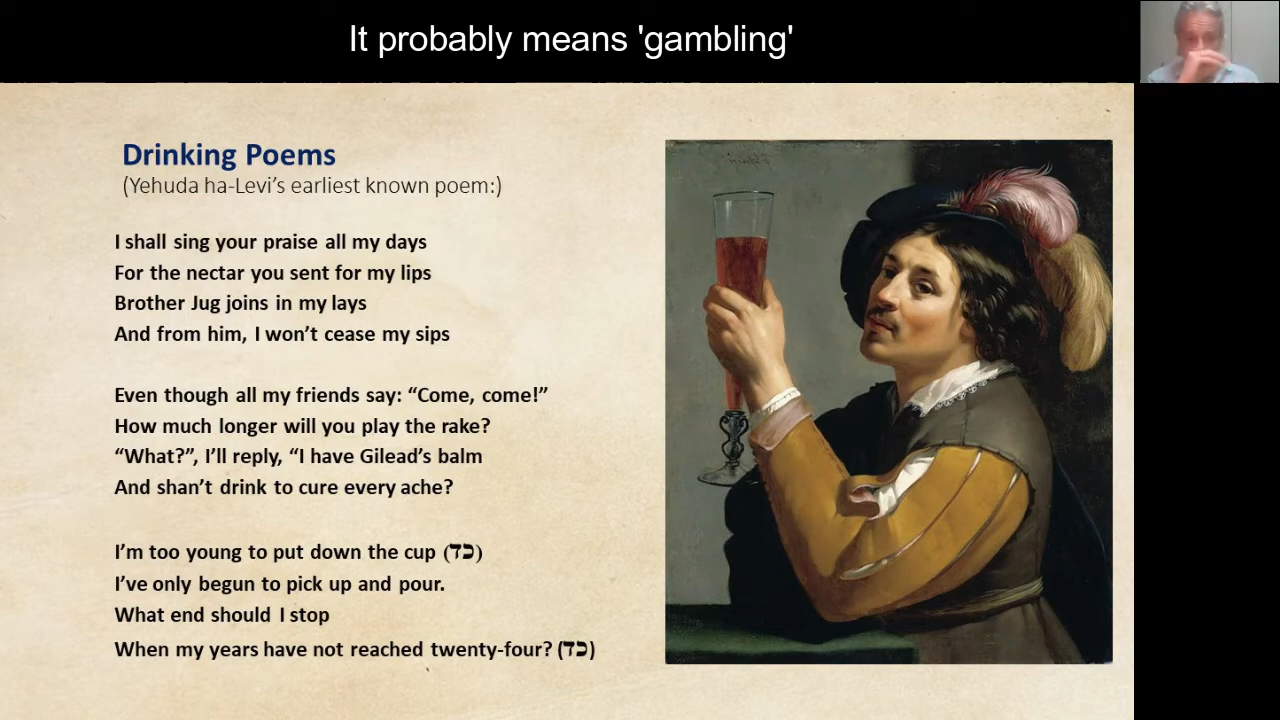 It probably means 'gambling'
Drinking Poems
(Yehuda ha-Levi's earliest known poem:)
I shall sing your praise all my days
For the nectar you sent for my lips
Brother Jug joins in my lays
And from him, I won't cease my sips
Even though all my friends say: “Come, come!”
How much longer will you play the rake?
“What?”, I'll reply, “I have Gilead's balm
And shan't drink to cure every ache?
I'm too young to put down the cup (כד)
I've only begun to pick up and pour.
What end should I stop
When my years have not reached twenty-four? (כד)